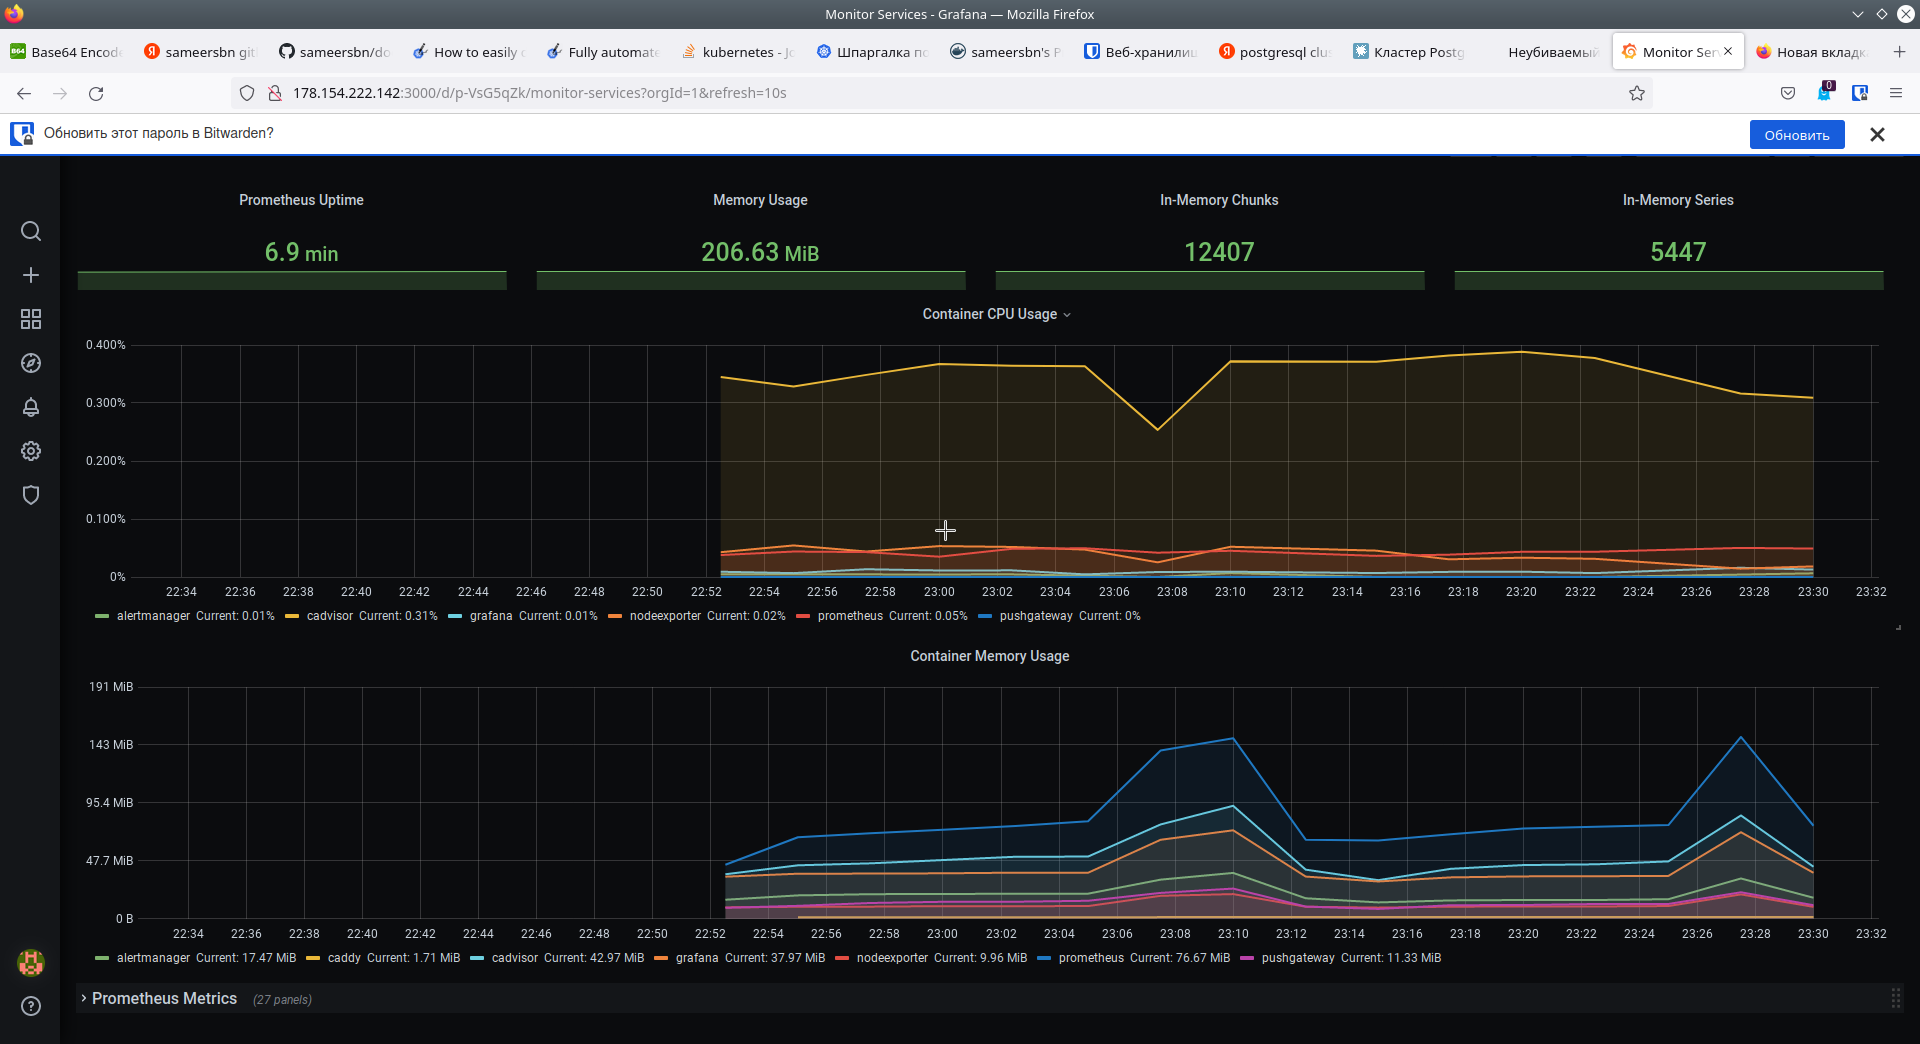 Monitor Services - Grafana — Mozilla Firefox
B64 Base64 Encod sameersbn git sameersbn/do How to easily Fully automate kubernetes - Jo Шпаргалка по sameersbn's P Веб-хранилищ postgresql clus Кластер Postg Неубиваемый Monitor Ser Новая вкладк
178.154.222.142:3000/d/p-VsG5qZk/monitor-services?orgId=1&refresh=10s 0
Обновить этот пароль в Bitwarden? Обновить
Prometheus Uptime Memory Usage In-Memory Chunks In-Memory Series
6.9 min 206.63 MiB 12407 5447
Container CPU Usage
0.400%
0.300%
0.200%
0.100%
0%
22:34 22:36 22:38 22:40 22:42 22:44 22:46 22:48 22:50 22:52 22:54 22:56 22:58 23:00 23:02 23:04 23:06 23:08 23:10 23:12 23:14 23:16 23:18 23:20 23:22 23:24 23:26 23:28 23:30 23:32
alertmanager Current: 0.01% cadvisor Current: 0.31% grafana Current: 0.01% nodeexporter Current: 0.02% prometheus Current: 0.05% pushgateway Current: 0%
Container Memory Usage
191 MiB
143 MiB
95.4 MiB
47.7 MiB
0 B
22:34 22:36 22:38 22:40 22:42 22:44 22:46 22:48 22:50 22:52 22:54 22:56 22:58 23:00 23:02 23:04 23:06 23:08 23:10 23:12 23:14 23:16 23:18 23:20 23:22 23:24 23:26 23:28 23:30 23:32
alertmanager Current: 17.47 MiB caddy Current: 1.71 MiB cadvisor Current: 42.97 MiB grafana Current: 37.97 MiB nodeexporter Current: 9.96 MiB prometheus Current: 76.67 MiB pushgateway Current: 11.33 MiB
Prometheus Metrics (27 panels)